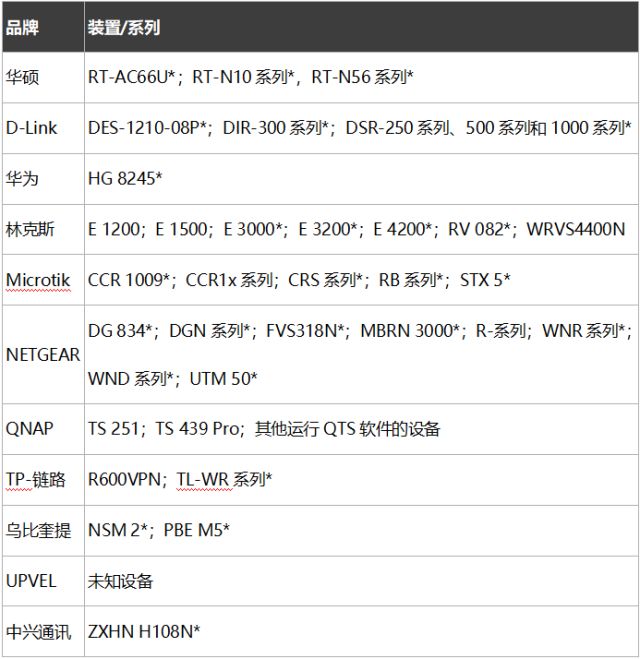 品牌 装置/系列
华硕 RT-AC66U*；RT-N10 系列*，RT-N56 系列*
D-Link DES-1210-08P*；DIR-300 系列*；DSR-250 系列、500 系列和 1000 系列*
华为 HG 8245*
林克斯 E 1200；E 1500；E 3000*；E 3200*；E 4200*；RV 082*；WRVS4400N
Microtik CCR 1009*；CCR1x 系列；CRS 系列*；RB 系列*；STX 5*
NETGEAR DG 834*；DGN 系列*；FVS318N*；MBRN 3000*；R-系列；WNR 系列*；
WND 系列*；UTM 50*
QNAP TS 251；TS 439 Pro；其他运行 QTS 软件的设备
TP-链路 R600VPN；TL-WR 系列*
乌比奎提 NSM 2*；PBE M5*
UPVEL 未知设备
中兴通讯 ZXHN H108N*